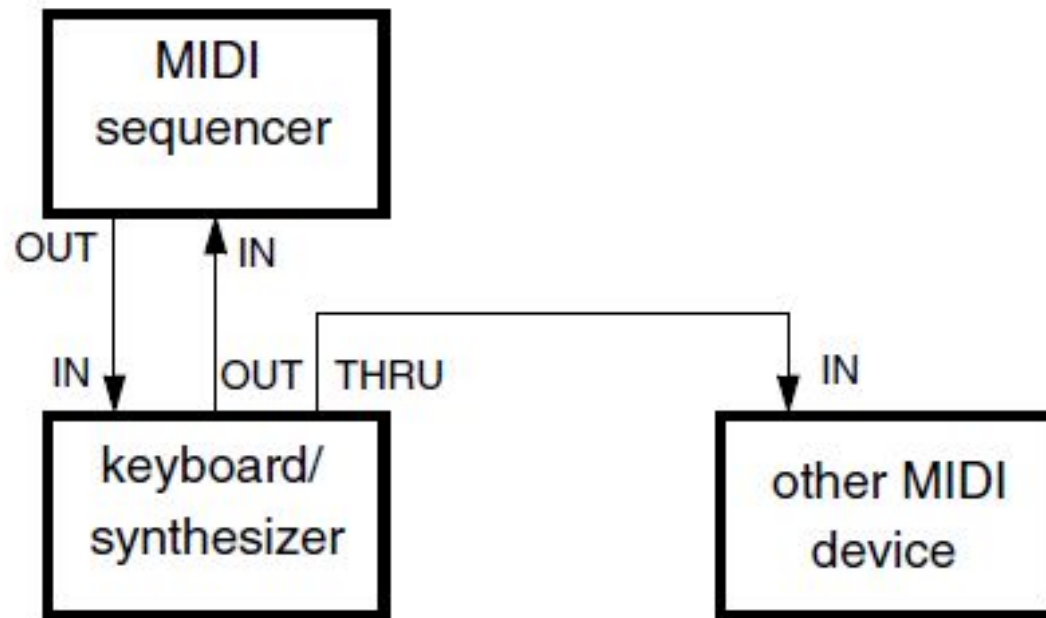 MIDI
sequencer
OUT
IN
IN
OUT
THRU
IN
keyboard/
synthesizer
other MIDI
device